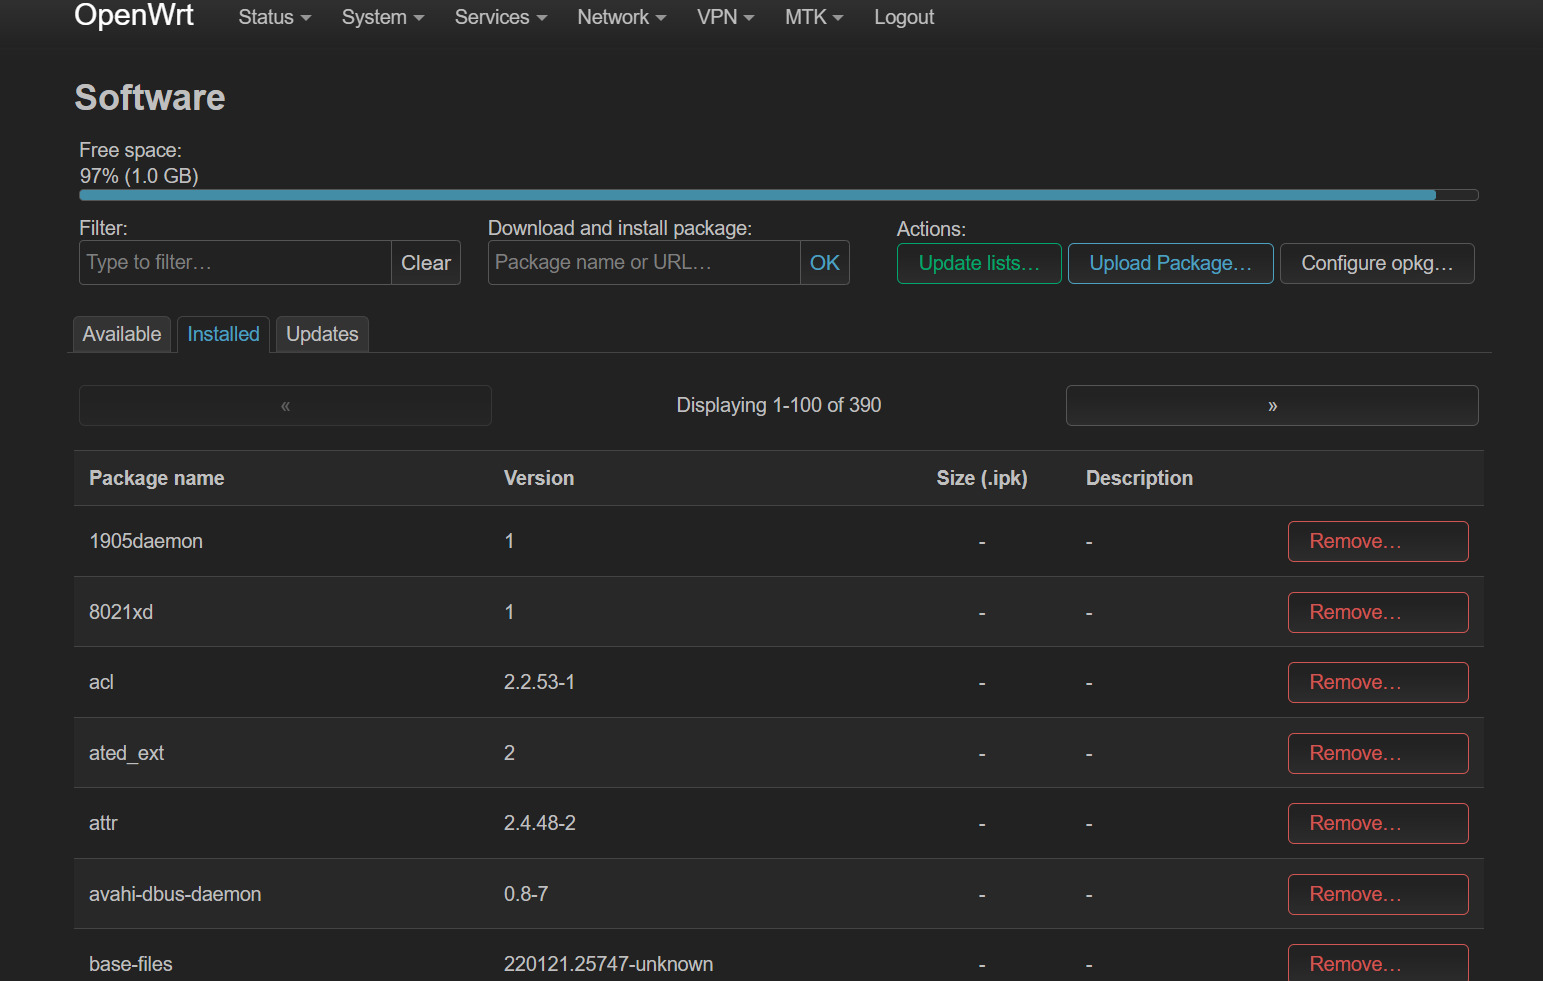 OpenWrt Status System Services Network VPN MTK Logout
Software
Free space:
97% (1.0 GB)
Filter: Download and install package: Actions:
Type to filter… Clear Package name or URL… OK Update lists… Upload Package… Configure opkg…
Available Installed Updates
« Displaying 1-100 of 390 »
Package name Version Size (.ipk) Description
1905daemon 1 - - Remove…
8021xd 1 - - Remove…
acl 2.2.53-1 - - Remove…
ated_ext 2 - - Remove…
attr 2.4.48-2 - - Remove…
avahi-dbus-daemon 0.8-7 - - Remove…
base-files 220121.25747-unknown - - Remove…